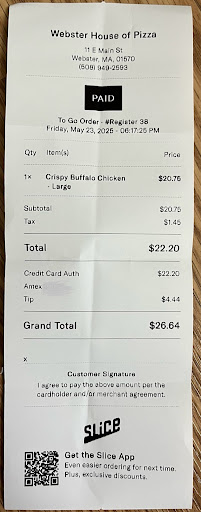 Webster House of Pizza
11 E Main St
Webster, MA, 01570
(508) 949-2593
PAID
To Go Order - #Register 38
Friday, May 23, 2025 - 06:17:25 PM
Qty Item(s) Price
1× Crispy Buffalo Chicken $20.75
- Large
Subtotal $20.75
Tax $1.45
Total $22.20
Credit Card Auth $22.20
Amex
Tip $4.44
Grand Total $26.64
x
Customer Signature
I agree to pay the above amount per the
cardholder and/or merchant agreement.
SLiCE
Get the Slice App
Even easier ordering for next time.
Plus, exclusive discounts.